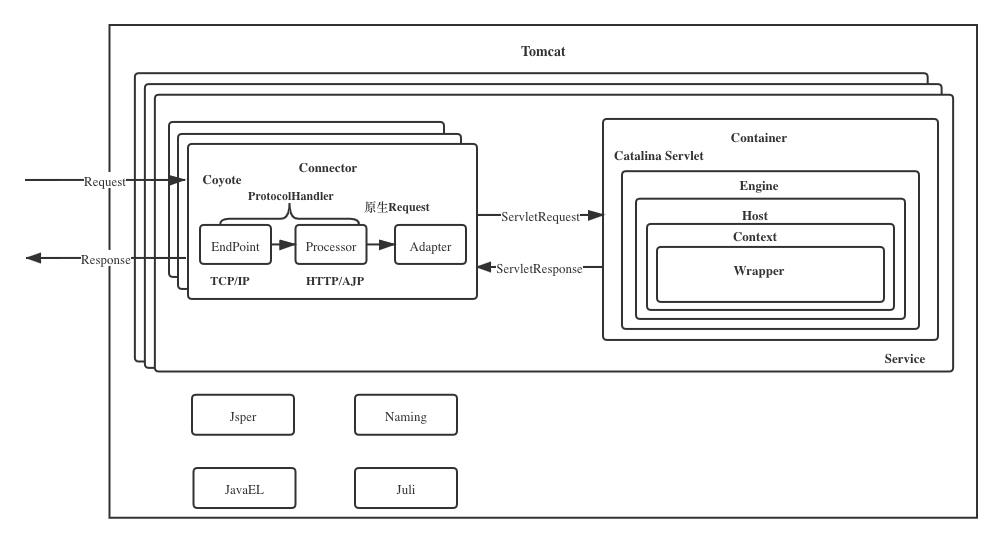 Tomcat
Container
Catalina Servlet
Connector
Coyote
Request
Engine
ProtocolHandler
原生Request
ServletRequest
Host
Context
EndPoint
Processor
Adapter
Response
ServletResponse
Wrapper
TCP/IP
HTTP/AJP
Service
Jsper
Naming
JavaEL
Juli